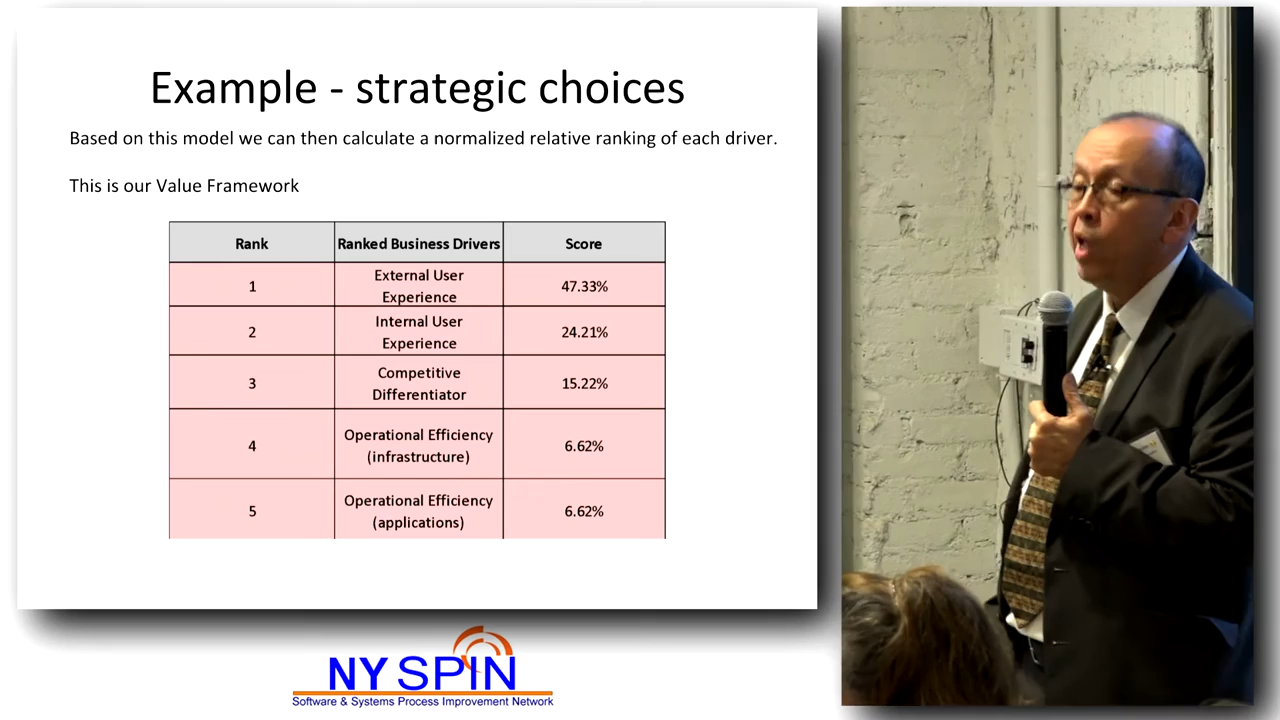 Example - strategic choices
Based on this model we can then calculate a normalized relative ranking of each driver.
This is our Value Framework
Rank Ranked Business Drivers Score
1 External User Experience 47.33%
2 Internal User Experience 24.21%
3 Competitive Differentiator 15.22%
4 Operational Efficiency (infrastructure) 6.62%
5 Operational Efficiency (applications) 6.62%
NY SPIN
Software & Systems Process Improvement Network